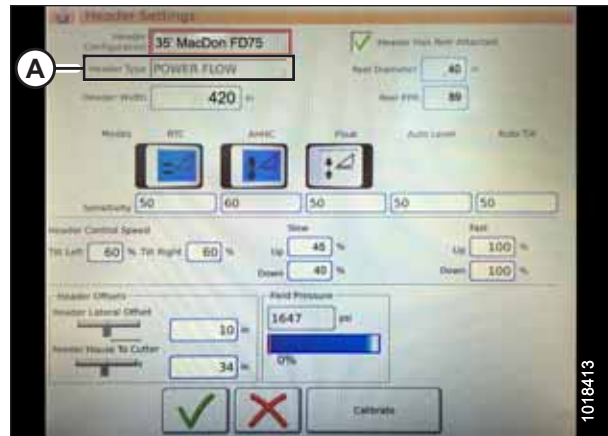 Header Settings
Header Configuration 35' MacDon FD75 Header Has Reel Attached
A Header Type POWER FLOW Reel Diameter 40 in
Header Width 420 in Reel PPR 89
Modes RTC AHHC Float Auto Level Auto Tilt
Sensitivity 50 60 50 50 50
Header Control Speed Slow Fast
Tilt Left 60 % Tilt Right 60 % Up 45 % Up 100 %
Down 40 % Down 100 %
Header Offsets Field Pressure
Header Lateral Offset 1647 psi
10 in
Feeder House To Cutter 0%
34 in
Calibrate
1018413